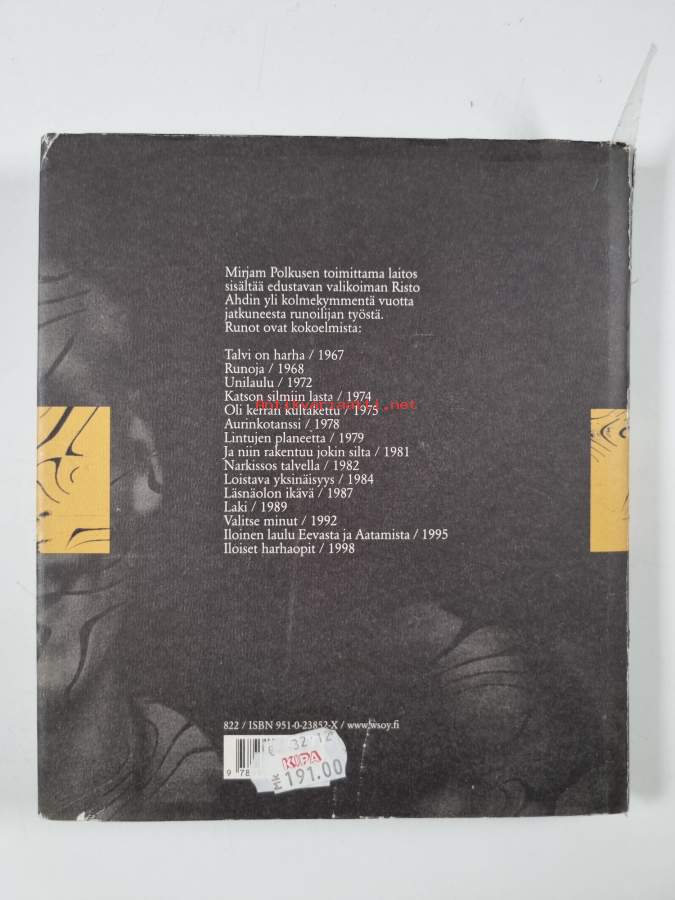 Mirjam Polkusen toimittama laitos
sisältää edustavan valikoiman Risto
Ahdin yli kolmekymmentä vuotta
jatkuneesta runoilijan työstä.
Runot ovat kokoelmista:
Talvi on harha / 1967
Runoja / 1968
Unilaulu / 1972
Katson silmiin lasta / 1974
Antikvariaatti.net
Oli kerran kultakettu / 1975
Aurinkotanssi / 1978
Lintujen planeetta / 1979
Ja niin rakentuu jokin silta / 1981
Narkissos talvella / 1982
Loistava yksinäisyys / 1984
Läsnäolon ikävä / 1987
Laki / 1989
Valitse minut / 1992
Iloinen laulu Eevasta ja Aatamista / 1995
Iloiset harhaopit / 1998
822 / ISBN 951-0-23852-X / www.wsoy.fi
KIPA
MK 191.00
9 78